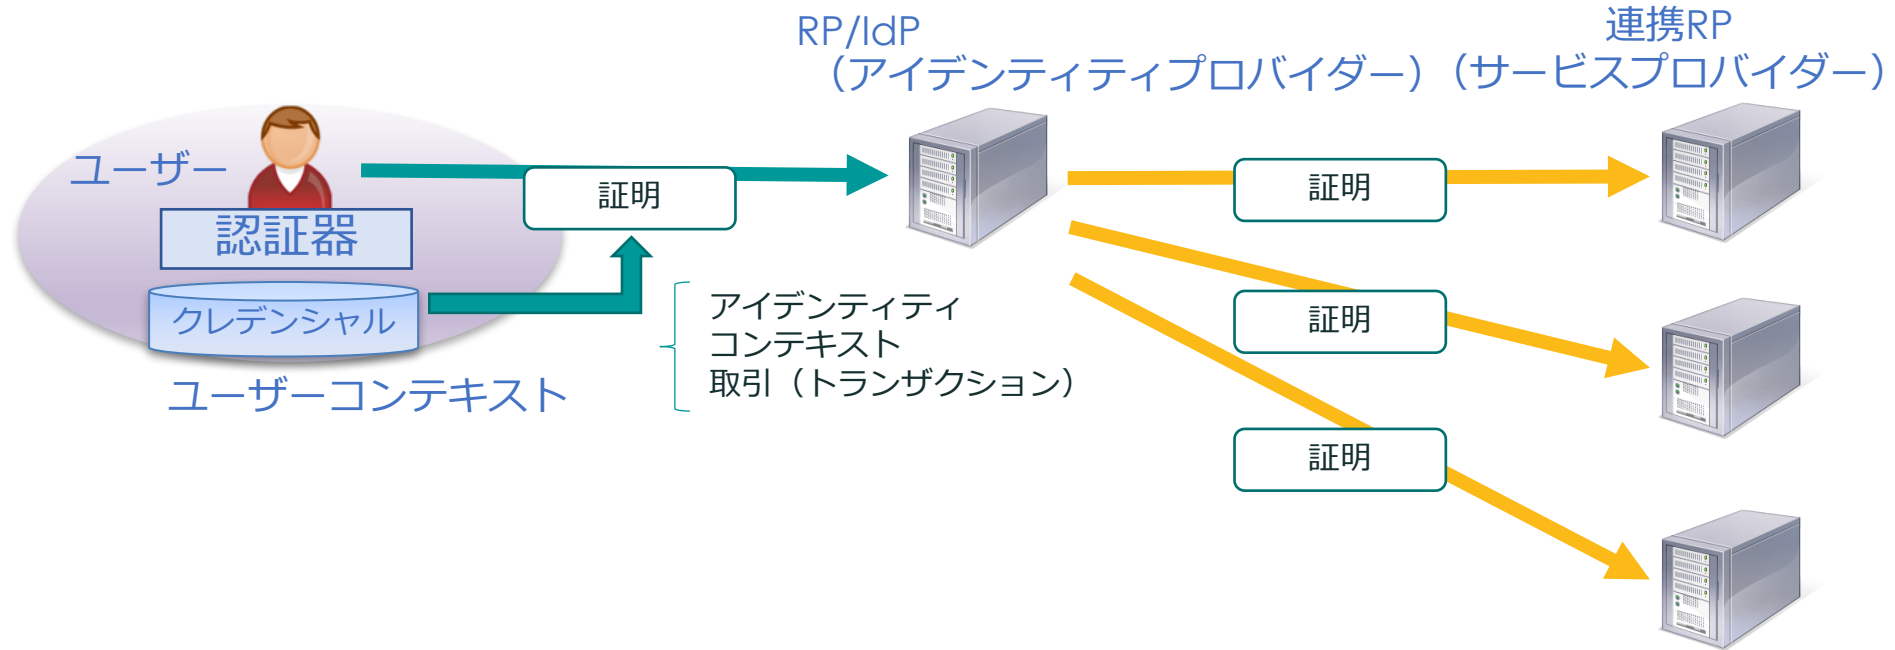 RP/IdP
（アイデンティティプロバイダー）
連携RP
（サービスプロバイダー）
ユーザー
認証器
クレデンシャル
ユーザーコンテキスト
証明
アイデンティティ
コンテキスト
取引（トランザクション）
証明
証明
証明